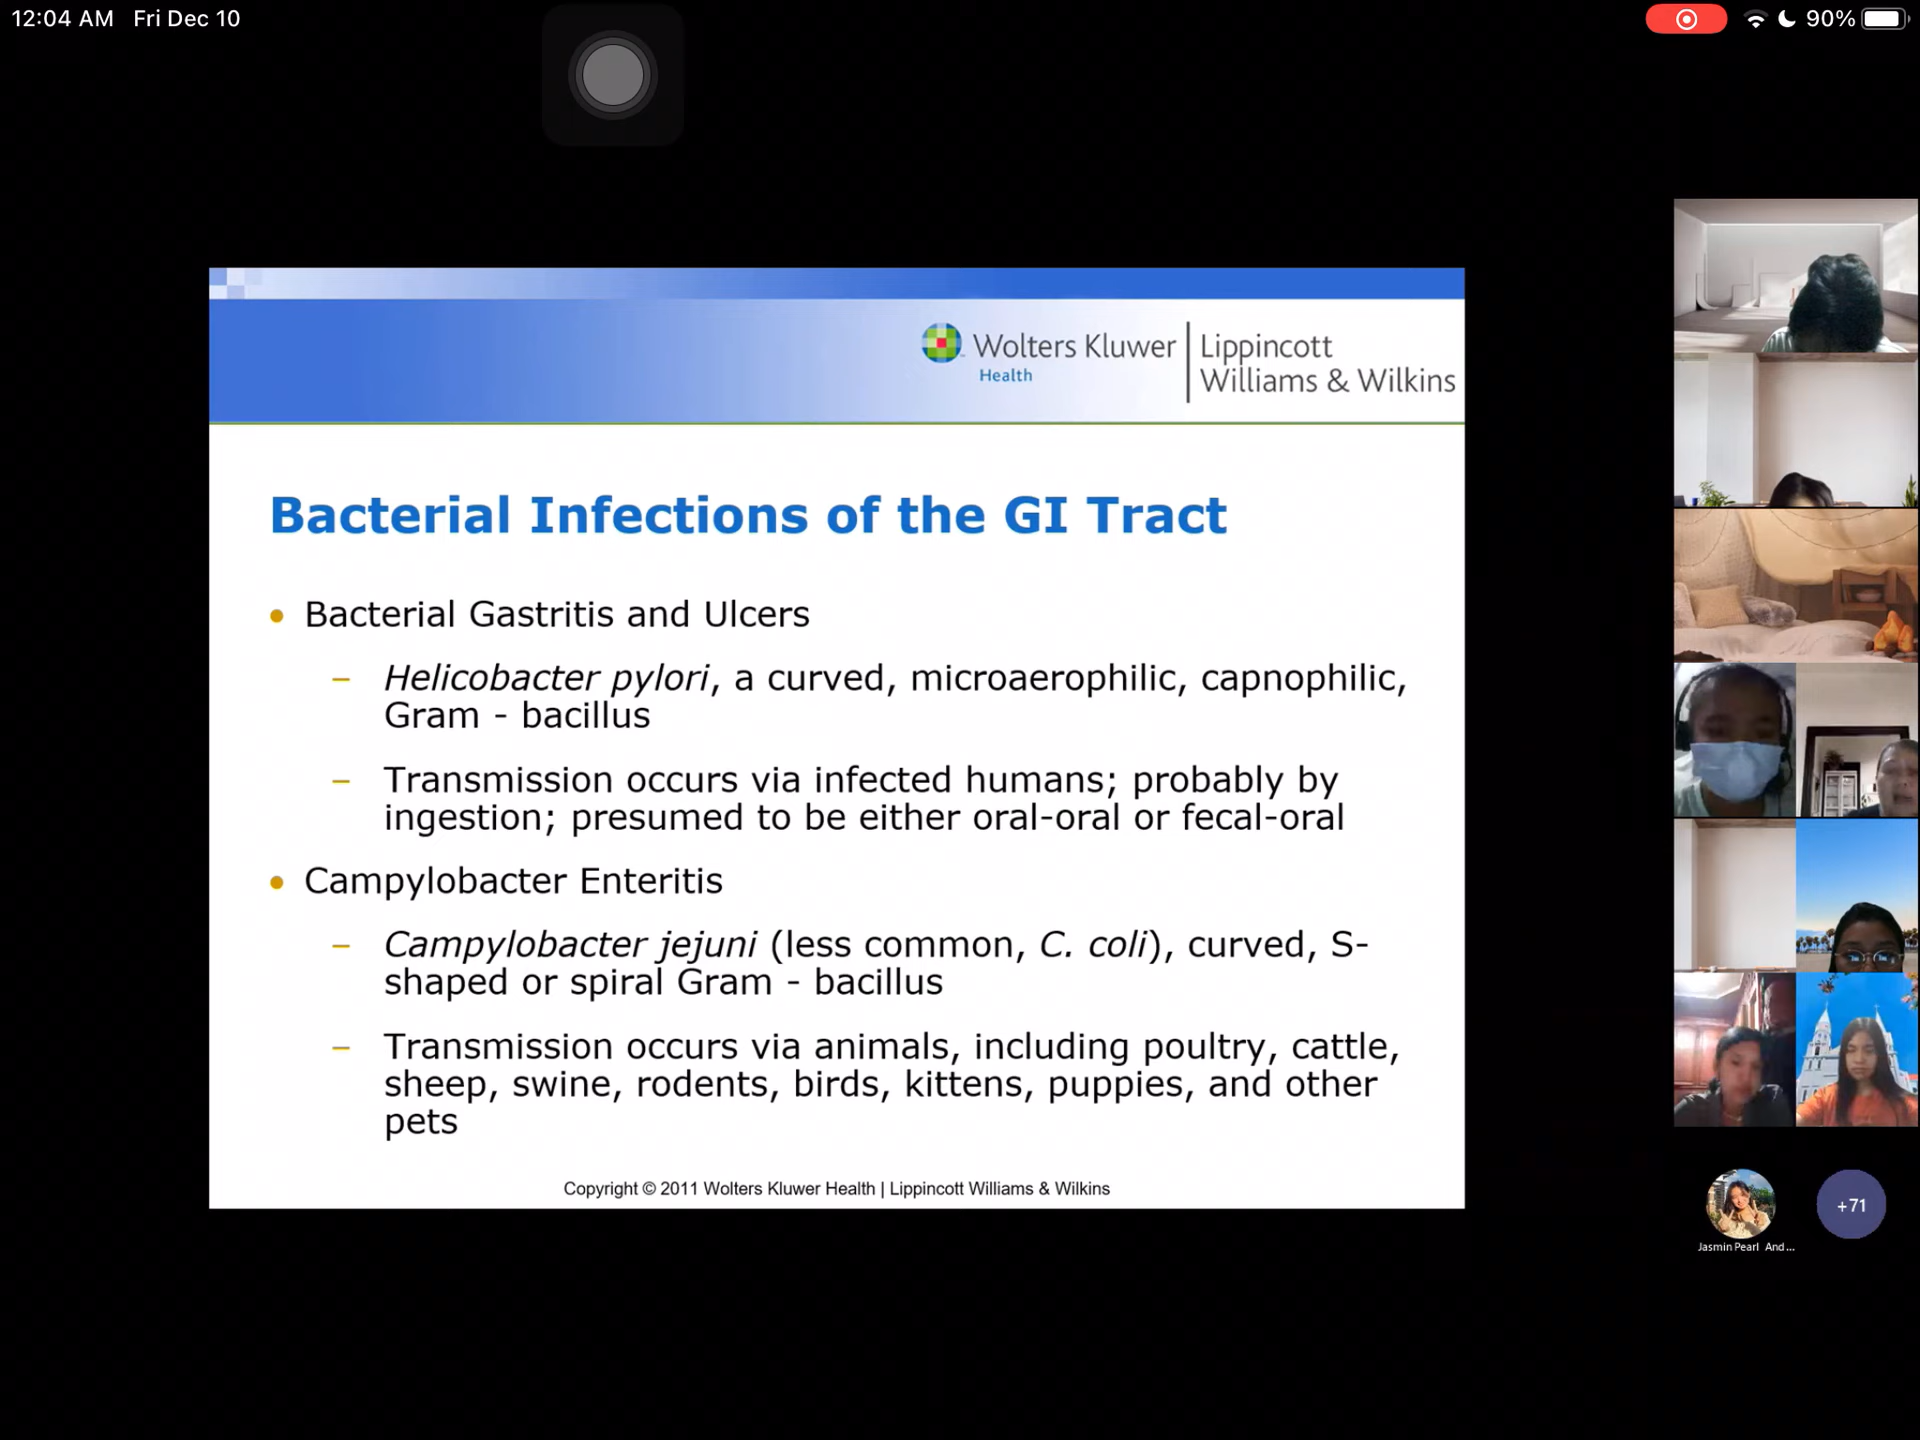 12:04 AM Fri Dec 10
90%
Wolters Kluwer
Health
Lippincott
Williams & Wilkins
Bacterial Infections of the GI Tract
• Bacterial Gastritis and Ulcers
– Helicobacter pylori, a curved, microaerophilic, capnophilic,
Gram - bacillus
– Transmission occurs via infected humans; probably by
ingestion; presumed to be either oral-oral or fecal-oral
• Campylobacter Enteritis
– Campylobacter jejuni (less common, C. coli), curved, S-
shaped or spiral Gram - bacillus
– Transmission occurs via animals, including poultry, cattle,
sheep, swine, rodents, birds, kittens, puppies, and other
pets
Copyright © 2011 Wolters Kluwer Health | Lippincott Williams & Wilkins
Jasmin Pearl And...
+71